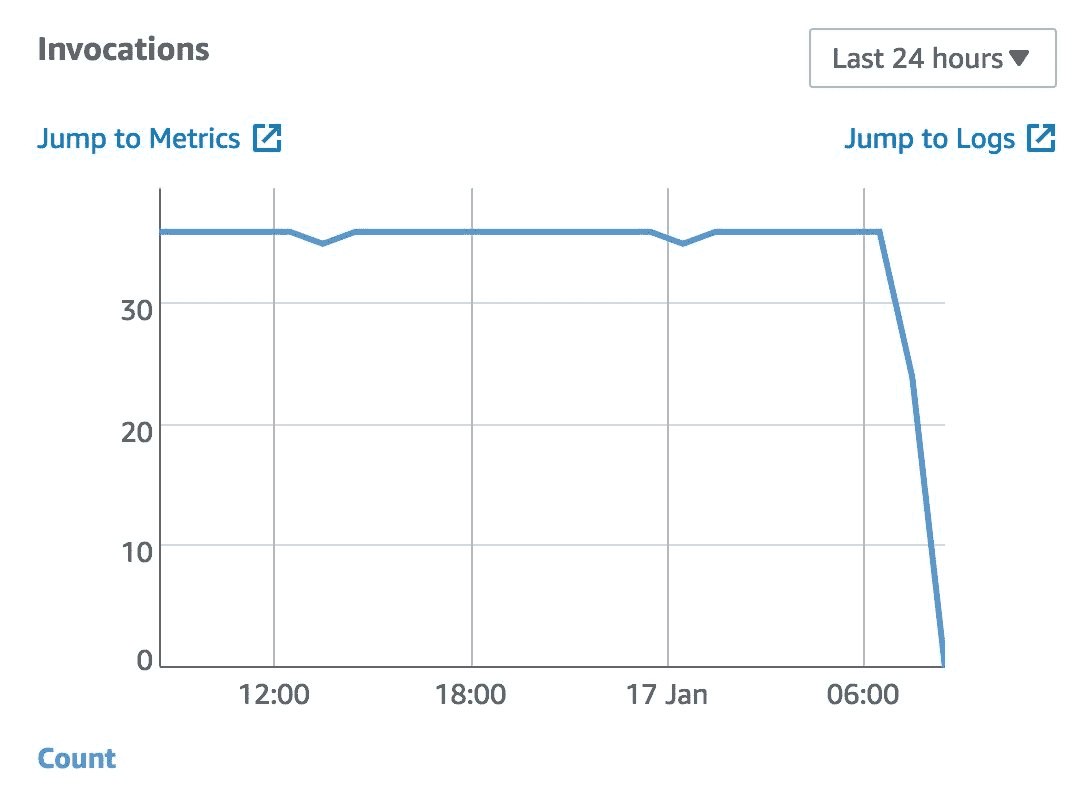 Invocations
Last 24 hours
Jump to Metrics
Jump to Logs
30
20
10
0
12:00
18:00
17 Jan
06:00
Count